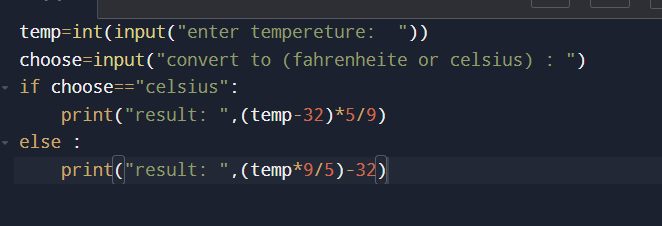 temp=int(input("enter tempereture:  "))
choose=input("convert to (fahrenheite or celsius) : ")
if choose=="celsius":
    print("result: ",(temp-32)*5/9)
else :
    print("result: ",(temp*9/5)-32)